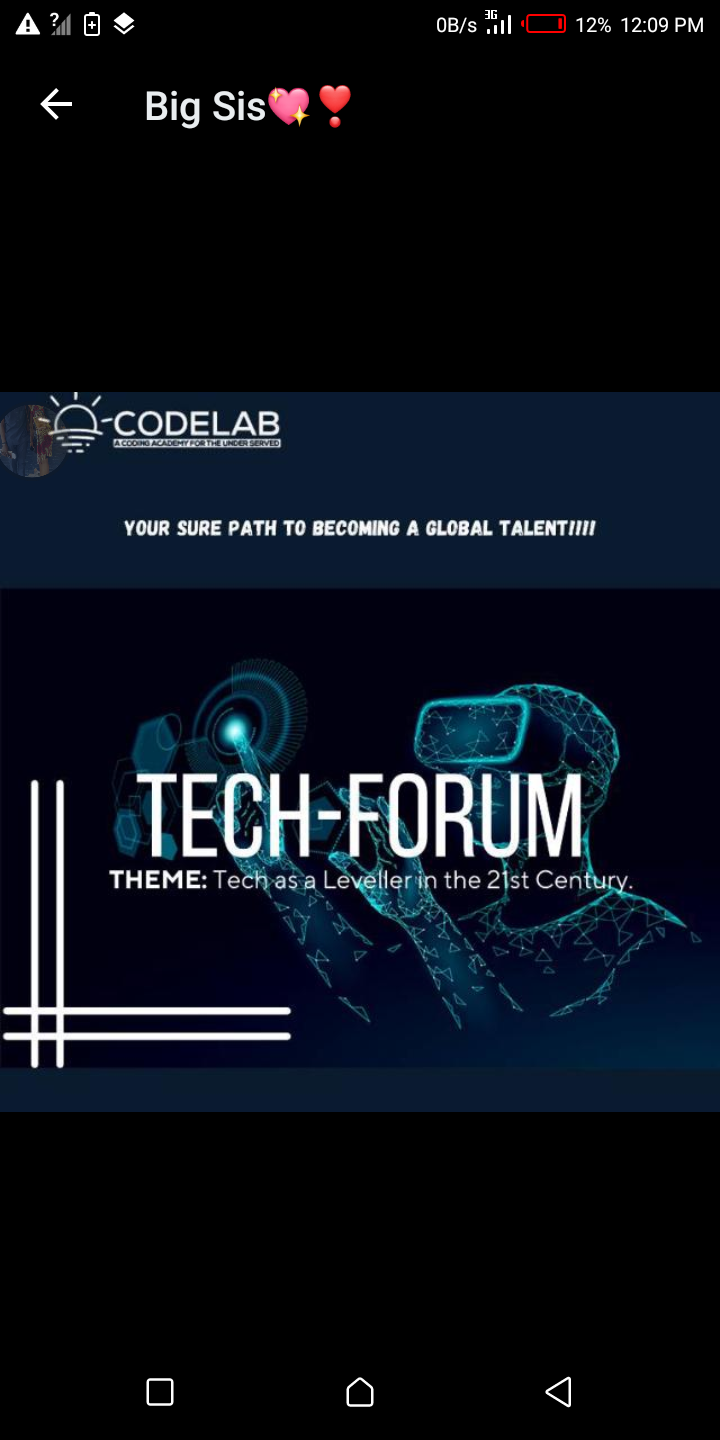 0B/s 3G 12% 12:09 PM
Big Sis💖❣️
CODELAB
A CODING ACADEMY FOR THE UNDER SERVED
YOUR SURE PATH TO BECOMING A GLOBAL TALENT!!!!
TECH-FORUM
THEME: Tech as a Leveller in the 21st Century.